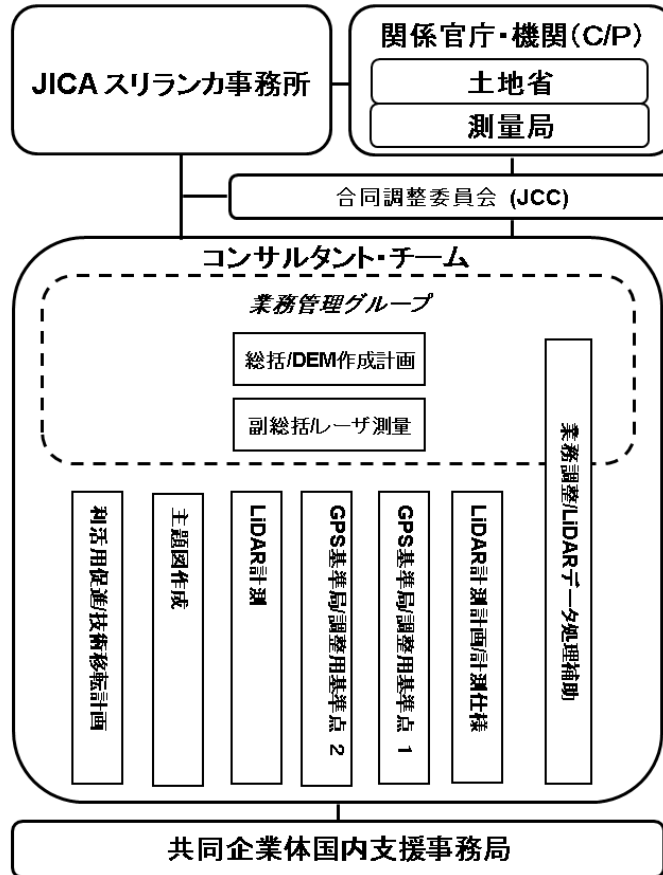 JICA スリランカ事務所
関係官庁・機関(C/P)
土地省
測量局
合同調整委員会 (JCC)
コンサルタント・チーム
業務管理グループ
総括/DEM作成計画
副総括/レーザ測量
業務調整/LiDARデータ処理補助
LiDAR計測計画/計測仕様
GPS基準局/調整用基準点 1
GPS基準局/調整用基準点 2
LiDAR計測
主題図作成
利活用促進/技術移転計画
共同企業体国内支援事務局